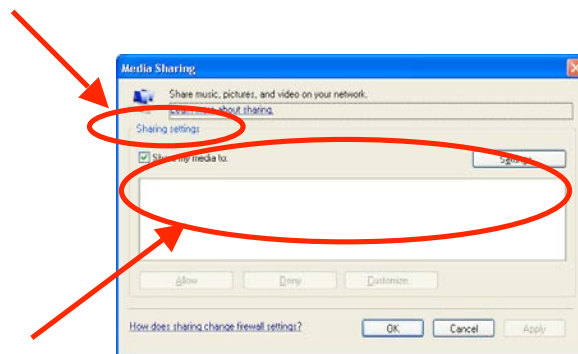 Media Sharing
Share music, pictures, and video on your network.
Learn more about sharing.
Sharing settings
Share my media to:
Settings
Allow
Deny
Customize
How does sharing change firewall settings?
OK
Cancel
Apply